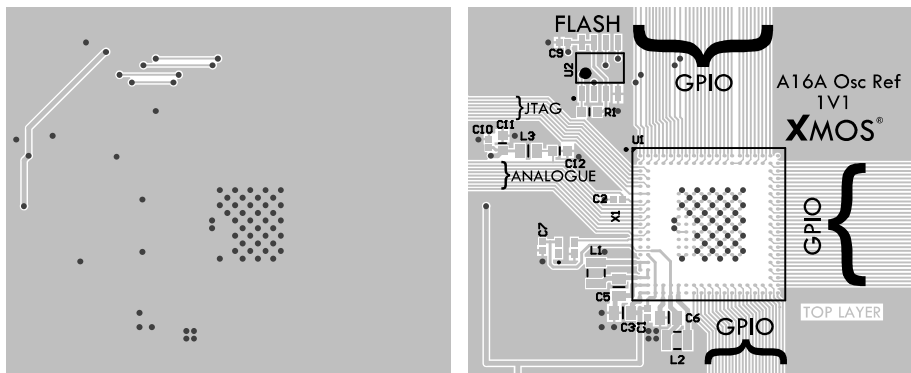 FLASH
C9
U2
GPIO
A16A Osc Ref
1V1
XMOS®
JTAG
R1
C10
C11
L3
C12
U1
ANALOGUE
C2
X1
GPIO
C7
L1
C5
C3
C1
C6
L2
TOP LAYER
GPIO